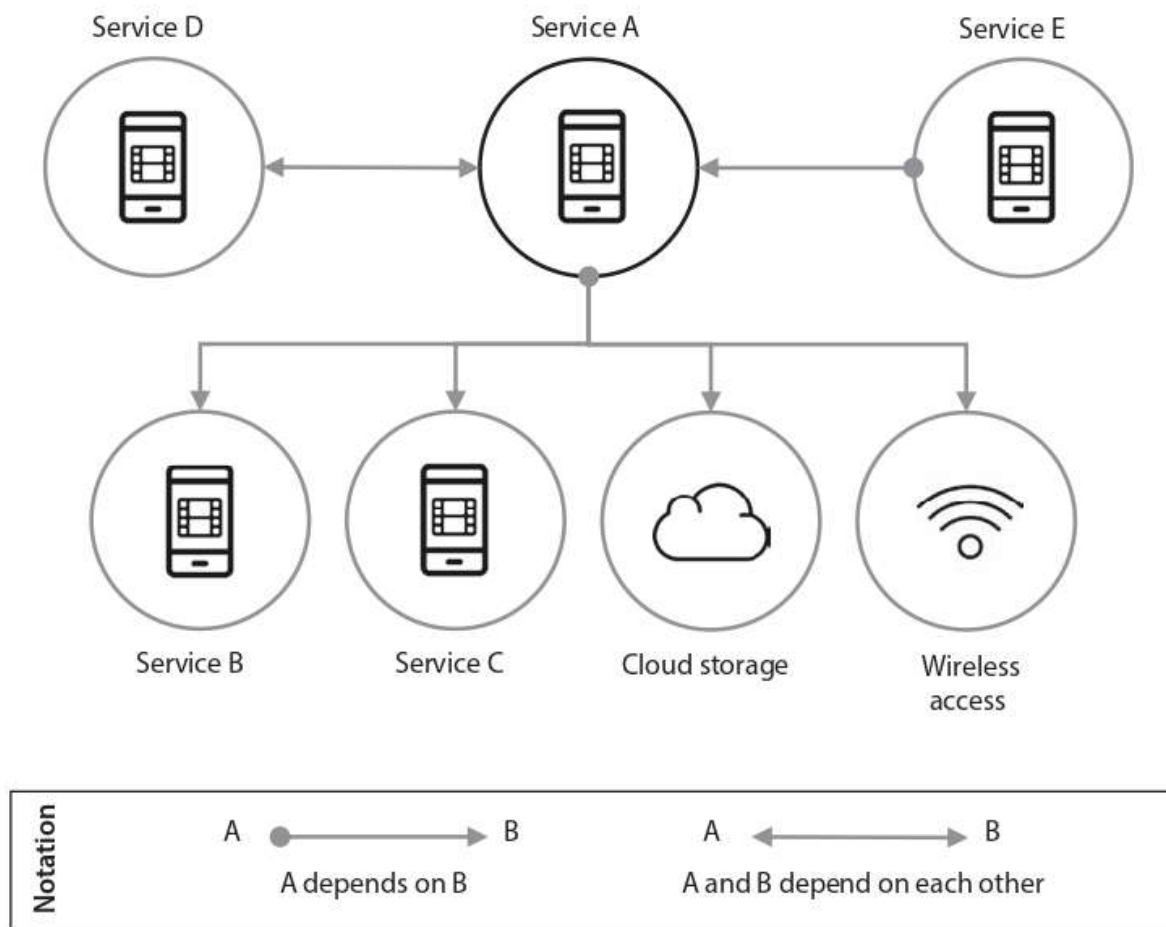 Service D
Service A
Service E
Service B
Service C
Cloud storage
Wireless
access
Notation
A
B
A depends on B
A
B
A and B depend on each other